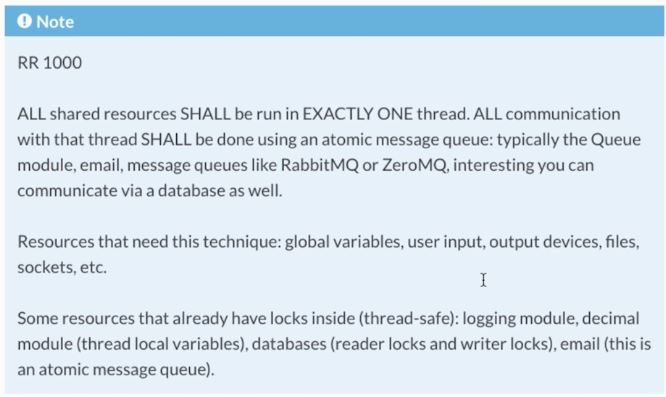 Note
RR 1000
ALL shared resources SHALL be run in EXACTLY ONE thread. ALL communication
with that thread SHALL be done using an atomic message queue: typically the Queue
module, email, message queues like RabbitMQ or ZeroMQ, interesting you can
communicate via a database as well.
Resources that need this technique: global variables, user input, output devices, files,
sockets, etc.
Some resources that already have locks inside (thread-safe): logging module, decimal
module (thread local variables), databases (reader locks and writer locks), email (this is
an atomic message queue).